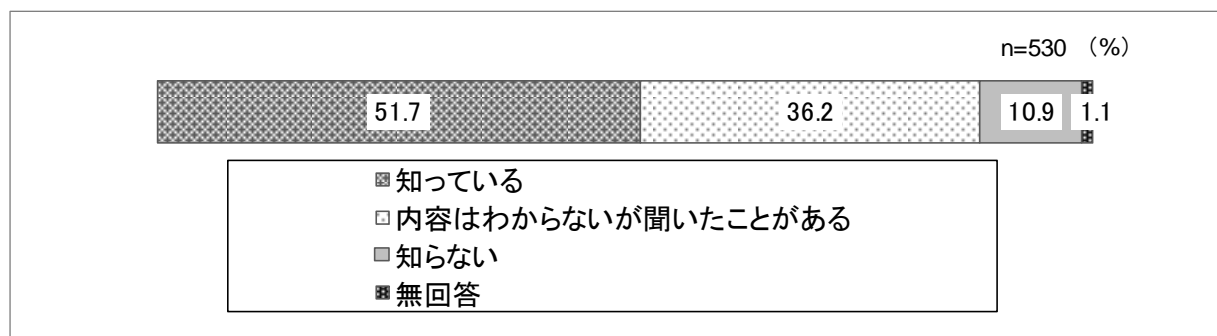 n=530 (%)
51.7 36.2 10.9 1.1
知っている
内容はわからないが聞いたことがある
知らない
無回答